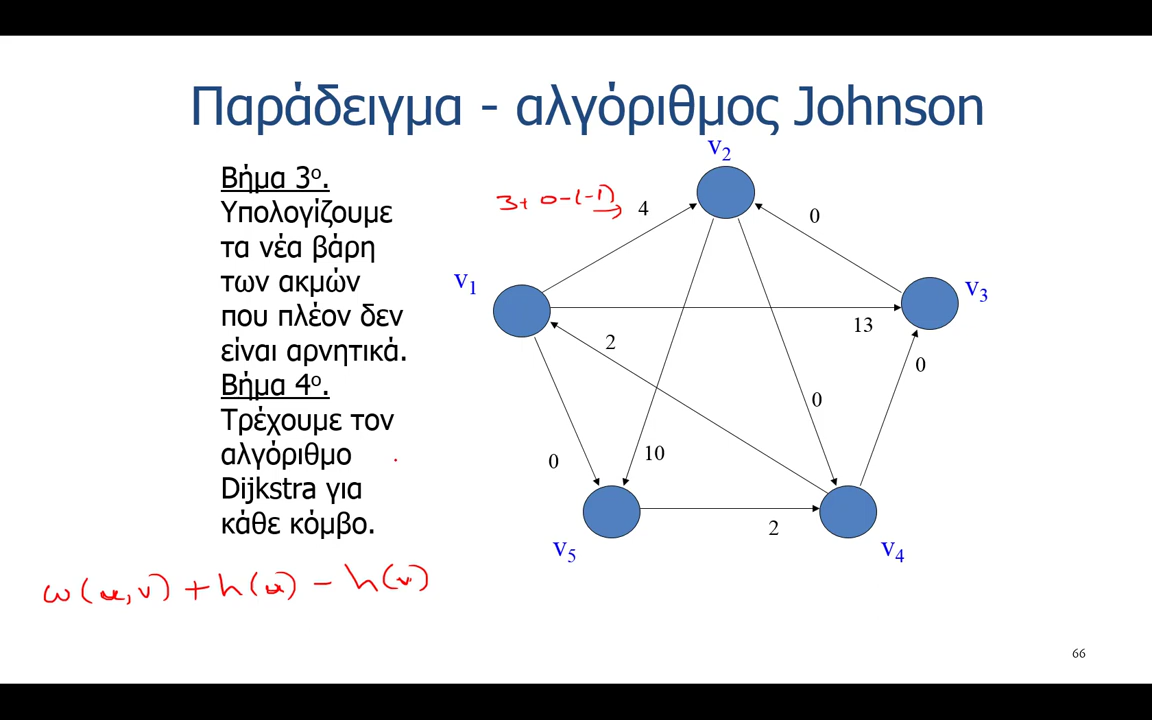 Παράδειγμα - αλγόριθμος Johnson
Βήμα 3ο.
Υπολογίζουμε
τα νέα βάρη
των ακμών
που πλέον δεν
είναι αρνητικά.
Βήμα 4ο.
Τρέχουμε τον
αλγόριθμο
Dijkstra για
κάθε κόμβο.
w(u,v) + h(u) - h(v)
v2
3+ 0-(-1)
4
0
v1
v3
13
2
0
0
0
10
v5
2
v4
66